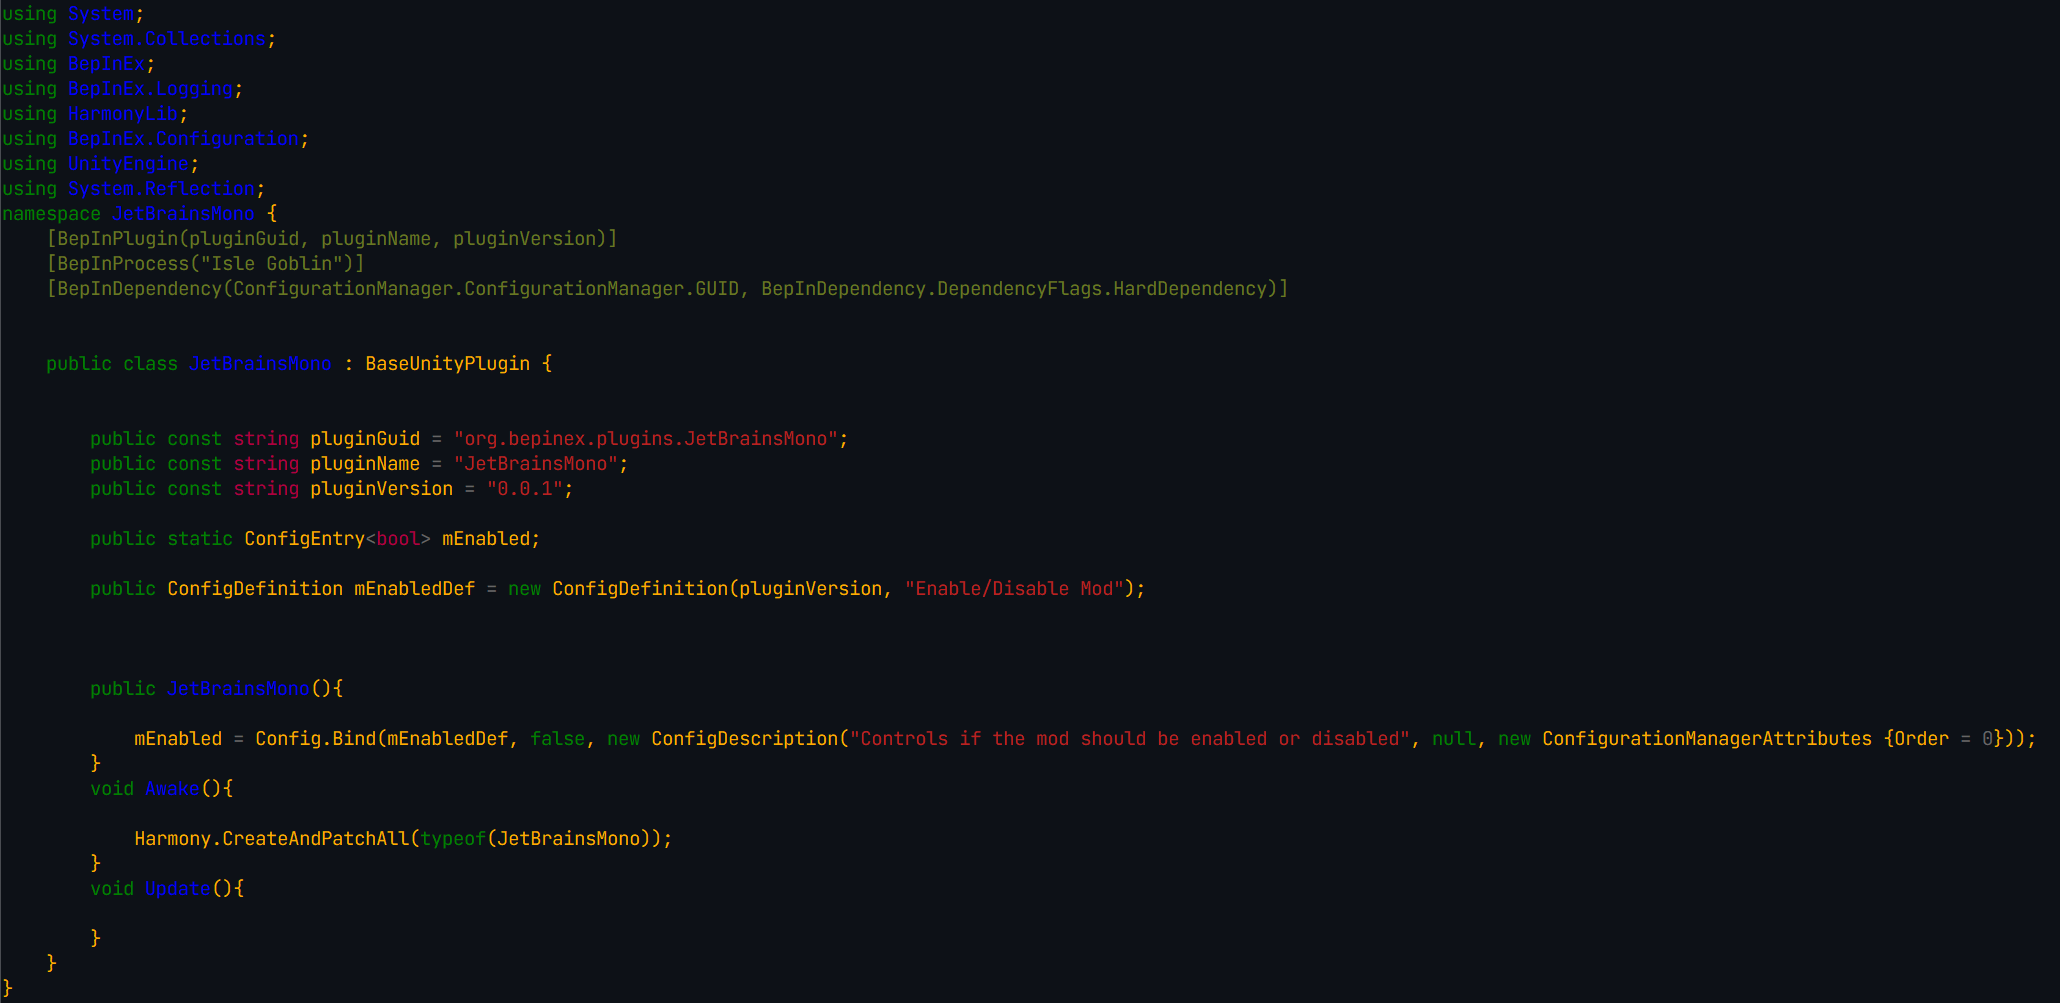 using System;
using System.Collections;
using BepInEx;
using BepInEx.Logging;
using HarmonyLib;
using BepInEx.Configuration;
using UnityEngine;
using System.Reflection;
namespace JetBrainsMono {
    [BepInPlugin(pluginGuid, pluginName, pluginVersion)]
    [BepInProcess("Isle Goblin")]
    [BepInDependency(ConfigurationManager.ConfigurationManager.GUID, BepInDependency.DependencyFlags.HardDependency)]
    public class JetBrainsMono : BaseUnityPlugin {
        public const string pluginGuid = "org.bepinex.plugins.JetBrainsMono";
        public const string pluginName = "JetBrainsMono";
        public const string pluginVersion = "0.0.1";
        public static ConfigEntry<bool> mEnabled;
        public ConfigDefinition mEnabledDef = new ConfigDefinition(pluginVersion, "Enable/Disable Mod");
        public JetBrainsMono(){
            mEnabled = Config.Bind(mEnabledDef, false, new ConfigDescription("Controls if the mod should be enabled or disabled", null, new ConfigurationManagerAttributes {Order = 0}));
        }
        void Awake(){
            Harmony.CreateAndPatchAll(typeof(JetBrainsMono));
        }
        void Update(){
        }
    }
}